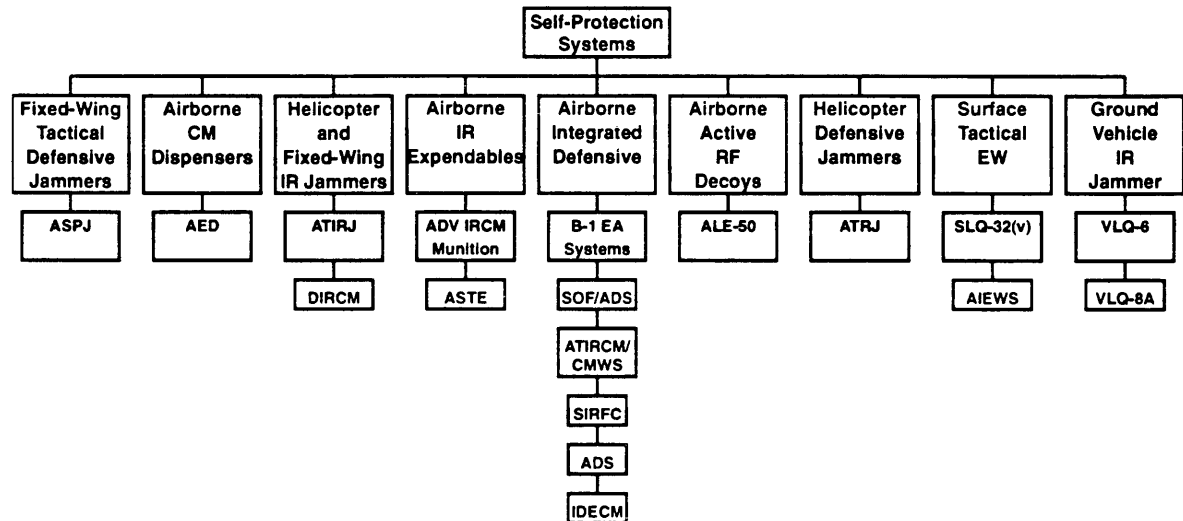 Self-Protection
Systems
Fixed-Wing
Tactical
Defensive
Jammers
Airborne
CM
Dispensers
Helicopter
and
Fixed-Wing
IR Jammers
Airborne
IR
Expendables
Airborne
Integrated
Defensive
Airborne
Active
RF
Decoys
Helicopter
Defensive
Jammers
Surface
Tactical
EW
Ground
Vehicle
IR
Jammer
ASPJ
AED
ATIRJ
ADV IRCM
Munition
B-1 EA
Systems
ALE-50
ATRJ
SLQ-32(v)
VLQ-6
DIRCM
ASTE
SOF/ADS
AIEWS
VLQ-8A
ATIRCM/
CMWS
SIRFC
ADS
IDECM